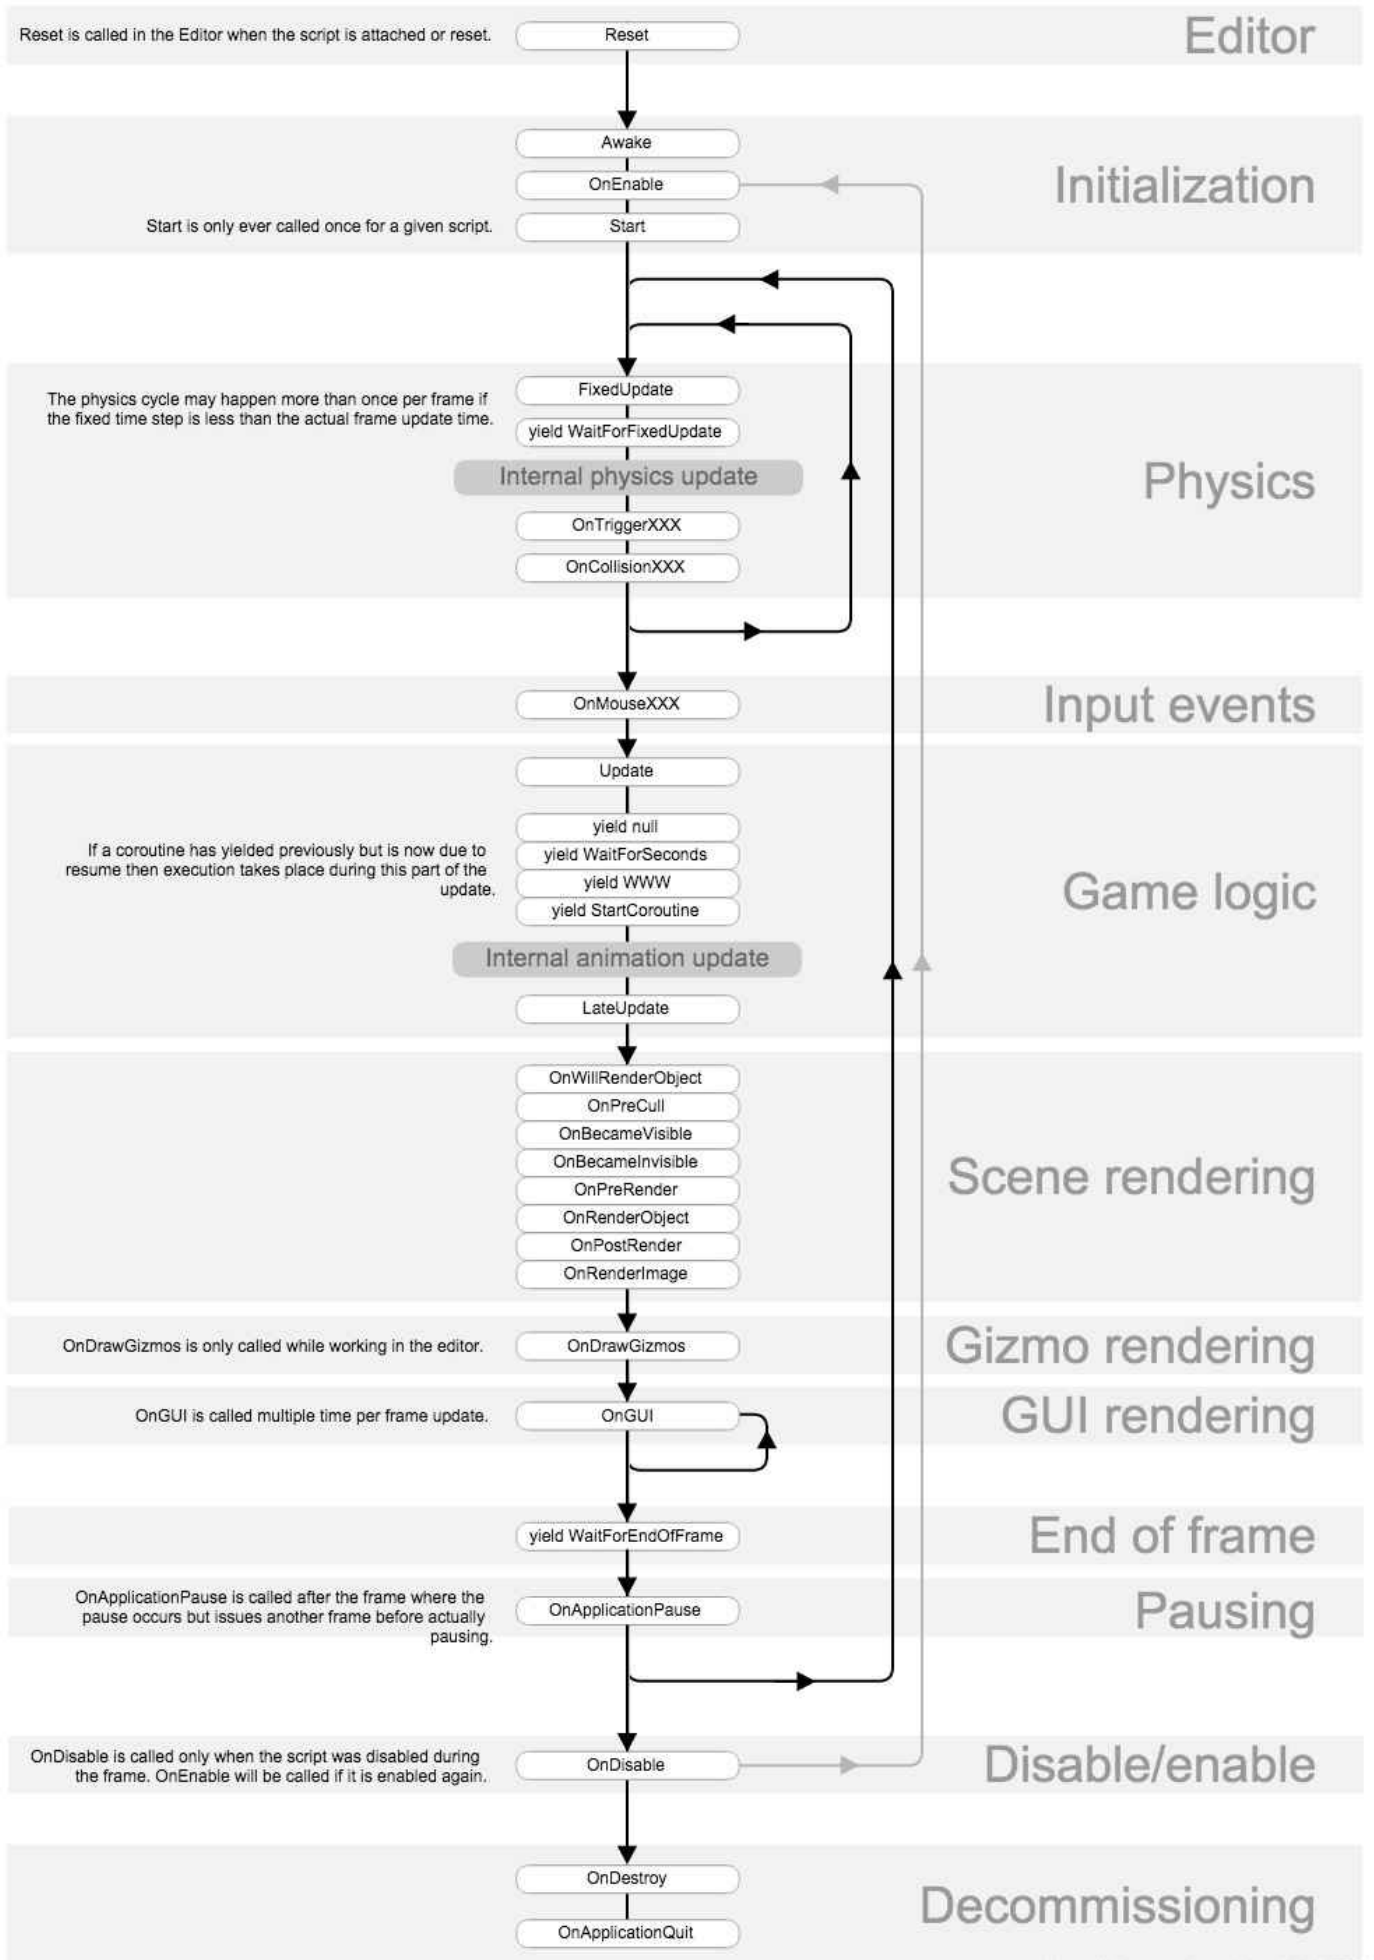 Reset is called in the Editor when the script is attached or reset.
Reset
Editor
Awake
OnEnable
Initialization
Start is only ever called once for a given script.
Start
The physics cycle may happen more than once per frame if
the fixed time step is less than the actual frame update time.
FixedUpdate
yield WaitForFixedUpdate
Internal physics update
Physics
OnTriggerXXX
OnCollisionXXX
OnMouseXXX
Input events
Update
If a coroutine has yielded previously but is now due to
resume then execution takes place during this part of the
update.
yield null
yield WaitForSeconds
yield WWW
yield StartCoroutine
Game logic
Internal animation update
LateUpdate
OnWillRenderObject
OnPreCull
OnBecameVisible
OnBecameInvisible
OnPreRender
OnRenderObject
OnPostRender
OnRenderImage
Scene rendering
OnDrawGizmos is only called while working in the editor.
OnDrawGizmos
Gizmo rendering
OnGUI is called multiple time per frame update.
OnGUI
GUI rendering
yield WaitForEndOfFrame
End of frame
OnApplicationPause is called after the frame where the
pause occurs but issues another frame before actually
pausing.
OnApplicationPause
Pausing
OnDisable is called only when the script was disabled during
the frame. OnEnable will be called if it is enabled again.
OnDisable
Disable/enable
OnDestroy
OnApplicationQuit
Decommissioning